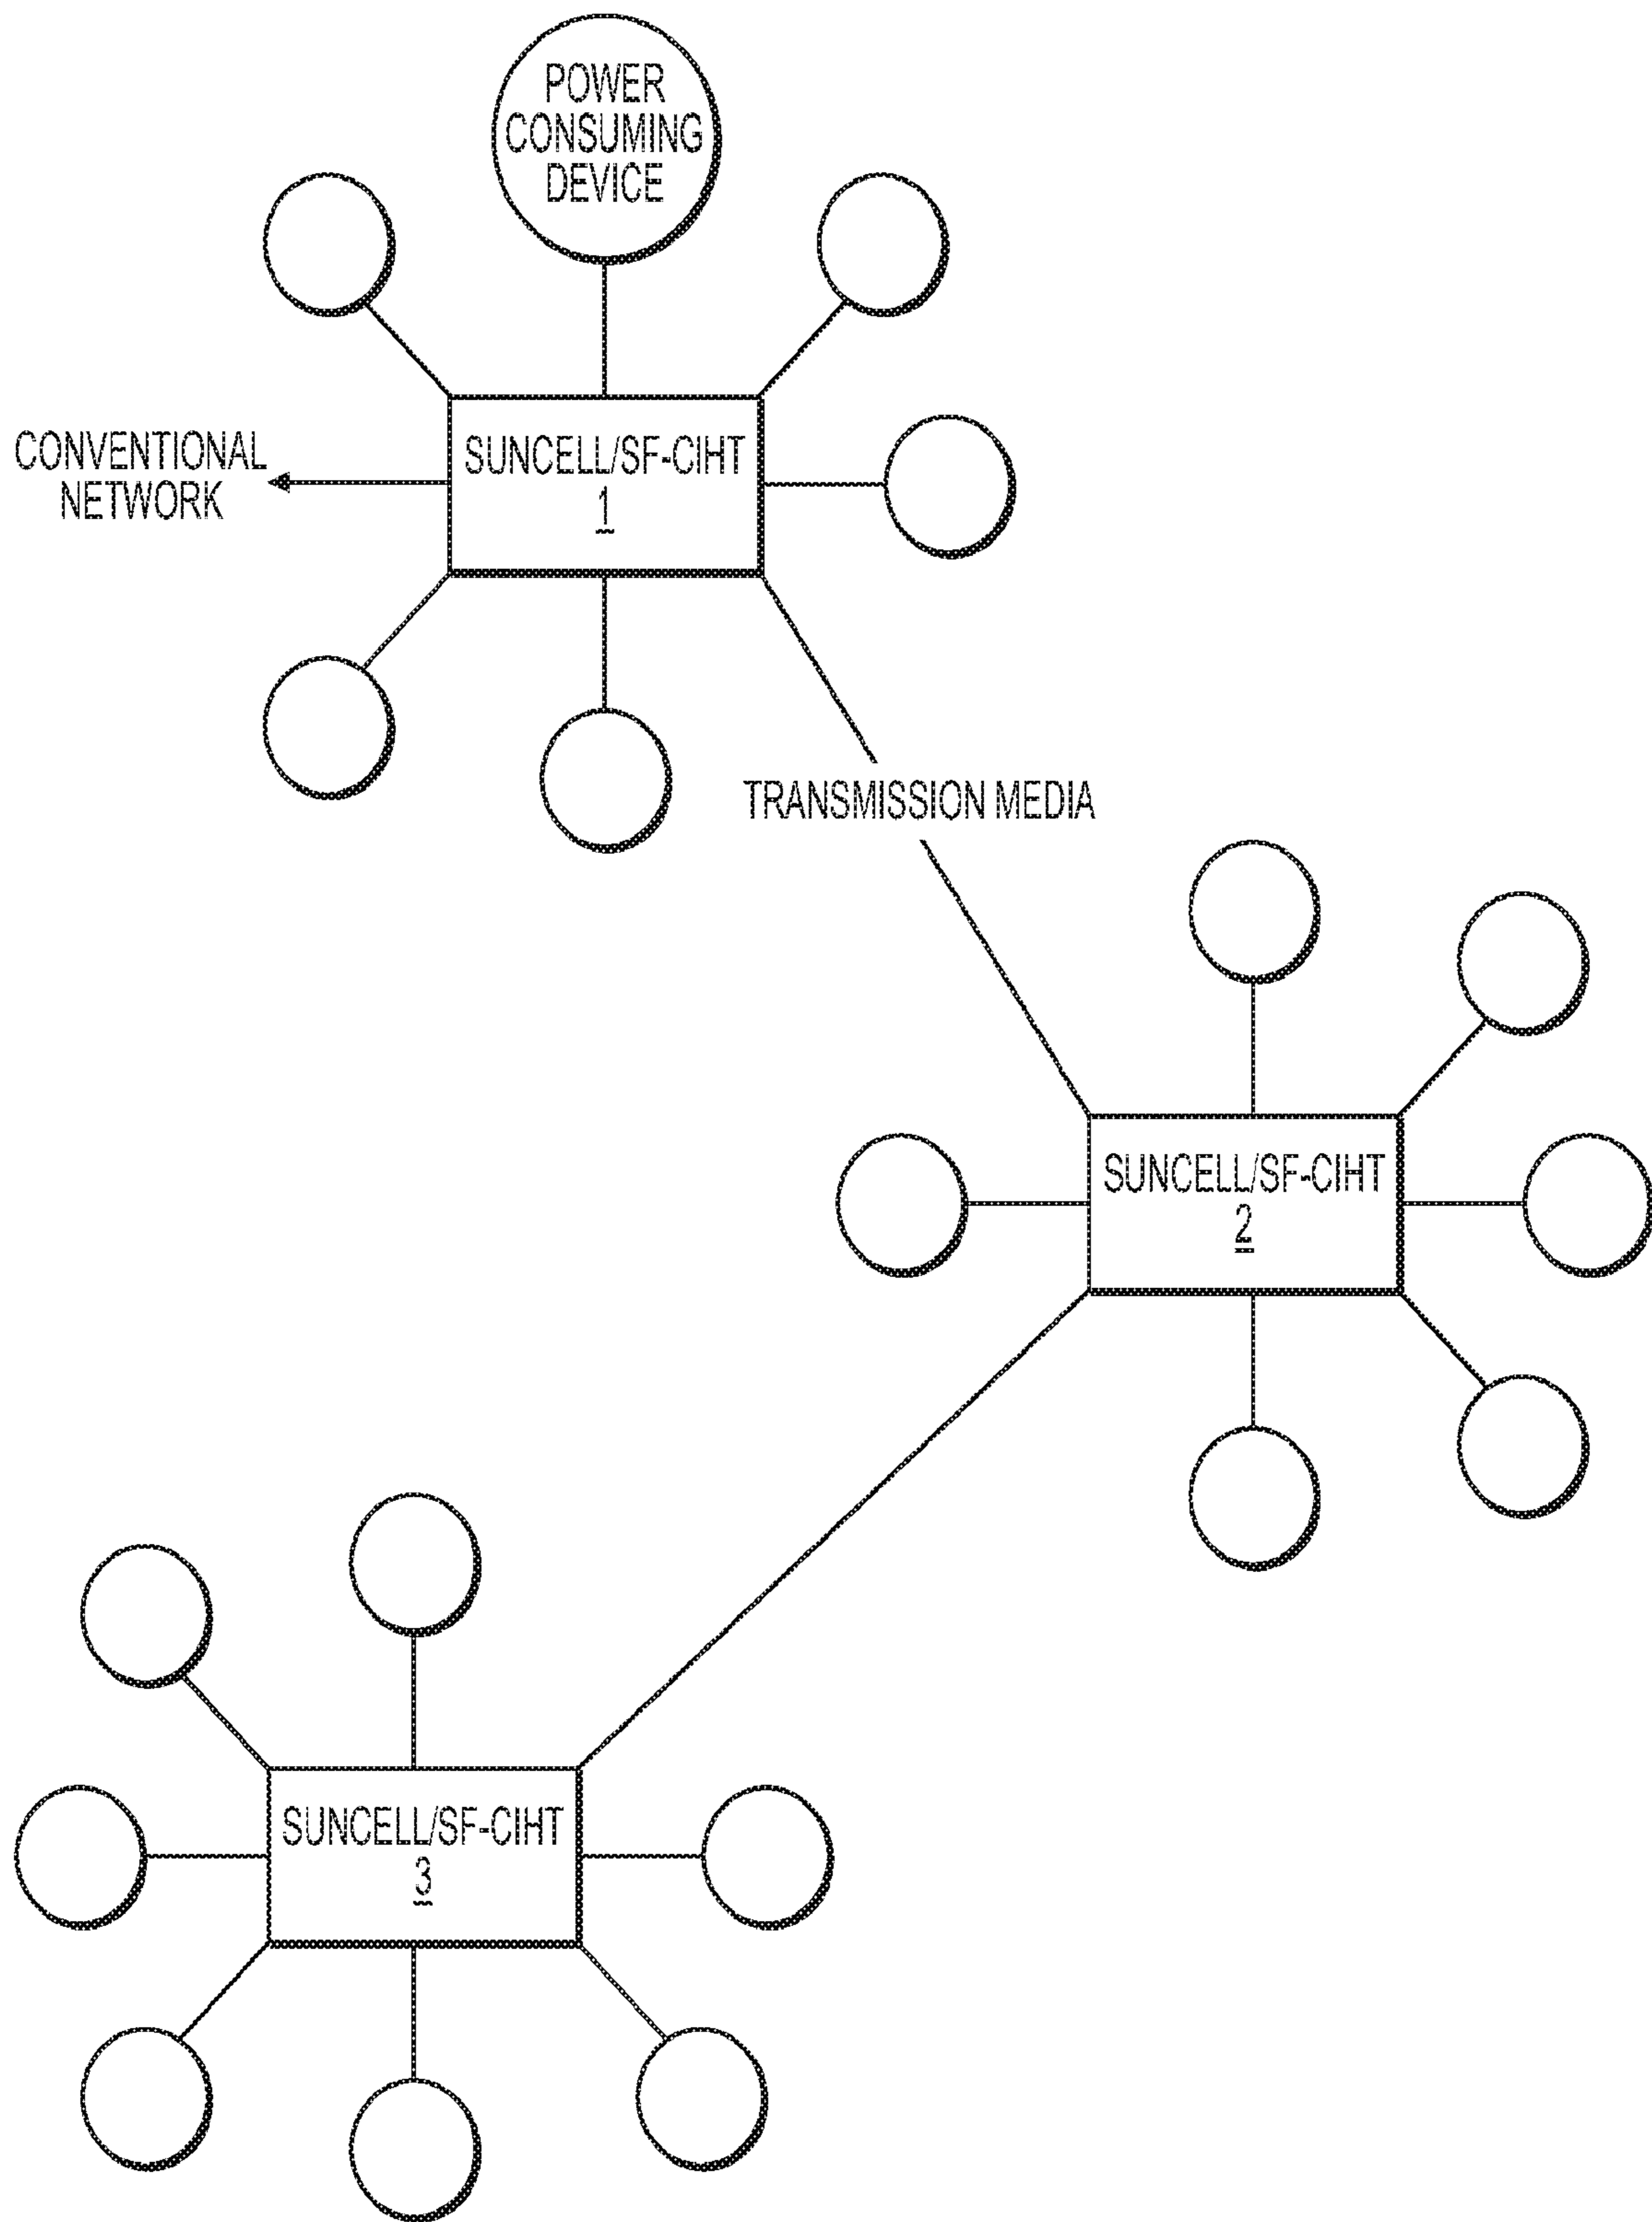 POWER
CONSUMING
DEVICE
SUNCELL/SF-CIHT
1
CONVENTIONAL
NETWORK
TRANSMISSION MEDIA
SUNCELL/SF-CIHT
2
SUNCELL/SF-CIHT
3